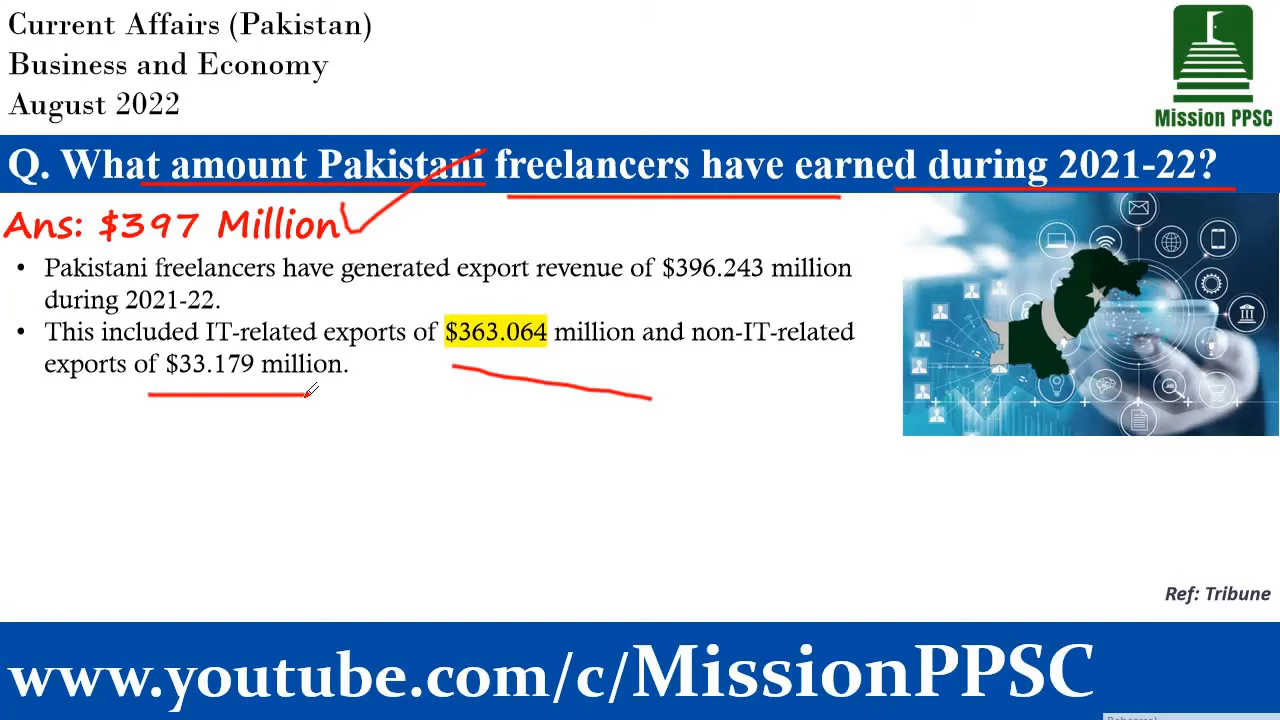 Current Affairs (Pakistan)
Business and Economy
August 2022
Mission PPSC
Q. What amount Pakistani freelancers have earned during 2021-22?
Ans: $397 Million
• Pakistani freelancers have generated export revenue of $396.243 million
during 2021-22.
• This included IT-related exports of $363.064 million and non-IT-related
exports of $33.179 million.
Ref: Tribune
www.youtube.com/c/MissionPPSC